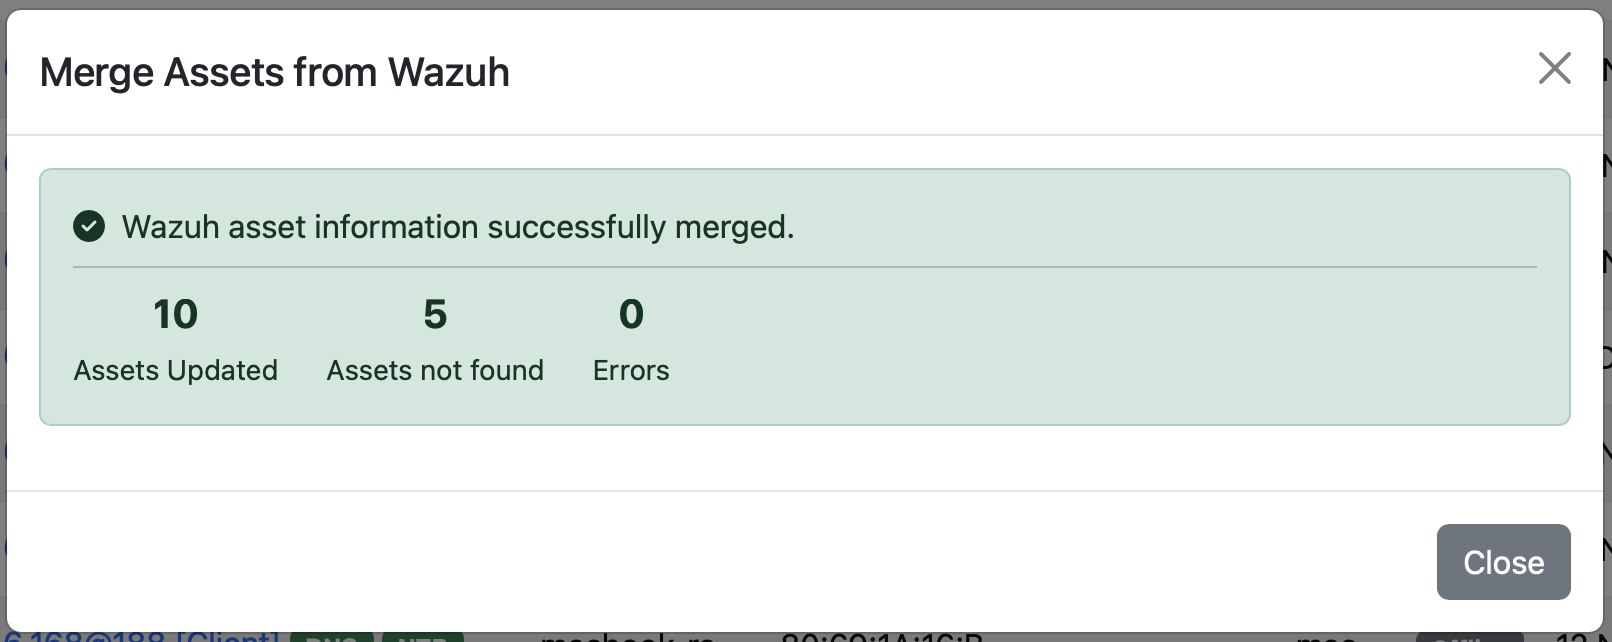 Merge Assets from Wazuh
Wazuh asset information successfully merged.
10 5 0
Assets Updated Assets not found Errors
Close